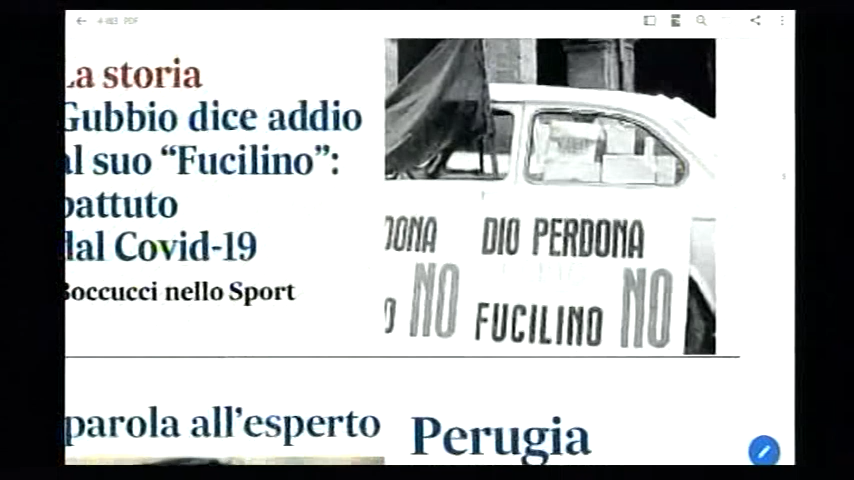 La storia
Gubbio dice addio
al suo “Fucilino”:
battuto
dal Covid-19
Boccucci nello Sport
DONA DIO PERDONA
NO FUCILINO NO
parola all’esperto
Perugia